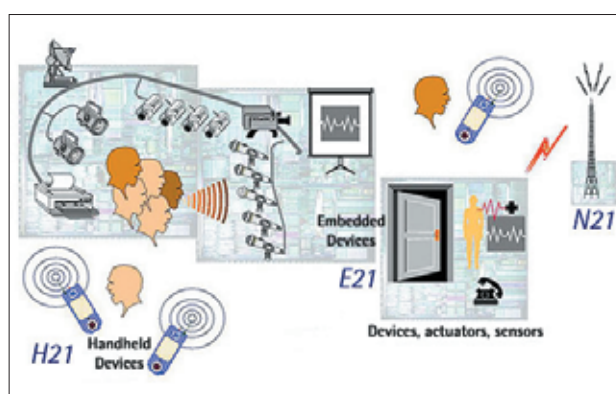 Embedded
Devices
E21
N21
H21
Handheld
Devices
Devices, actuators, sensors